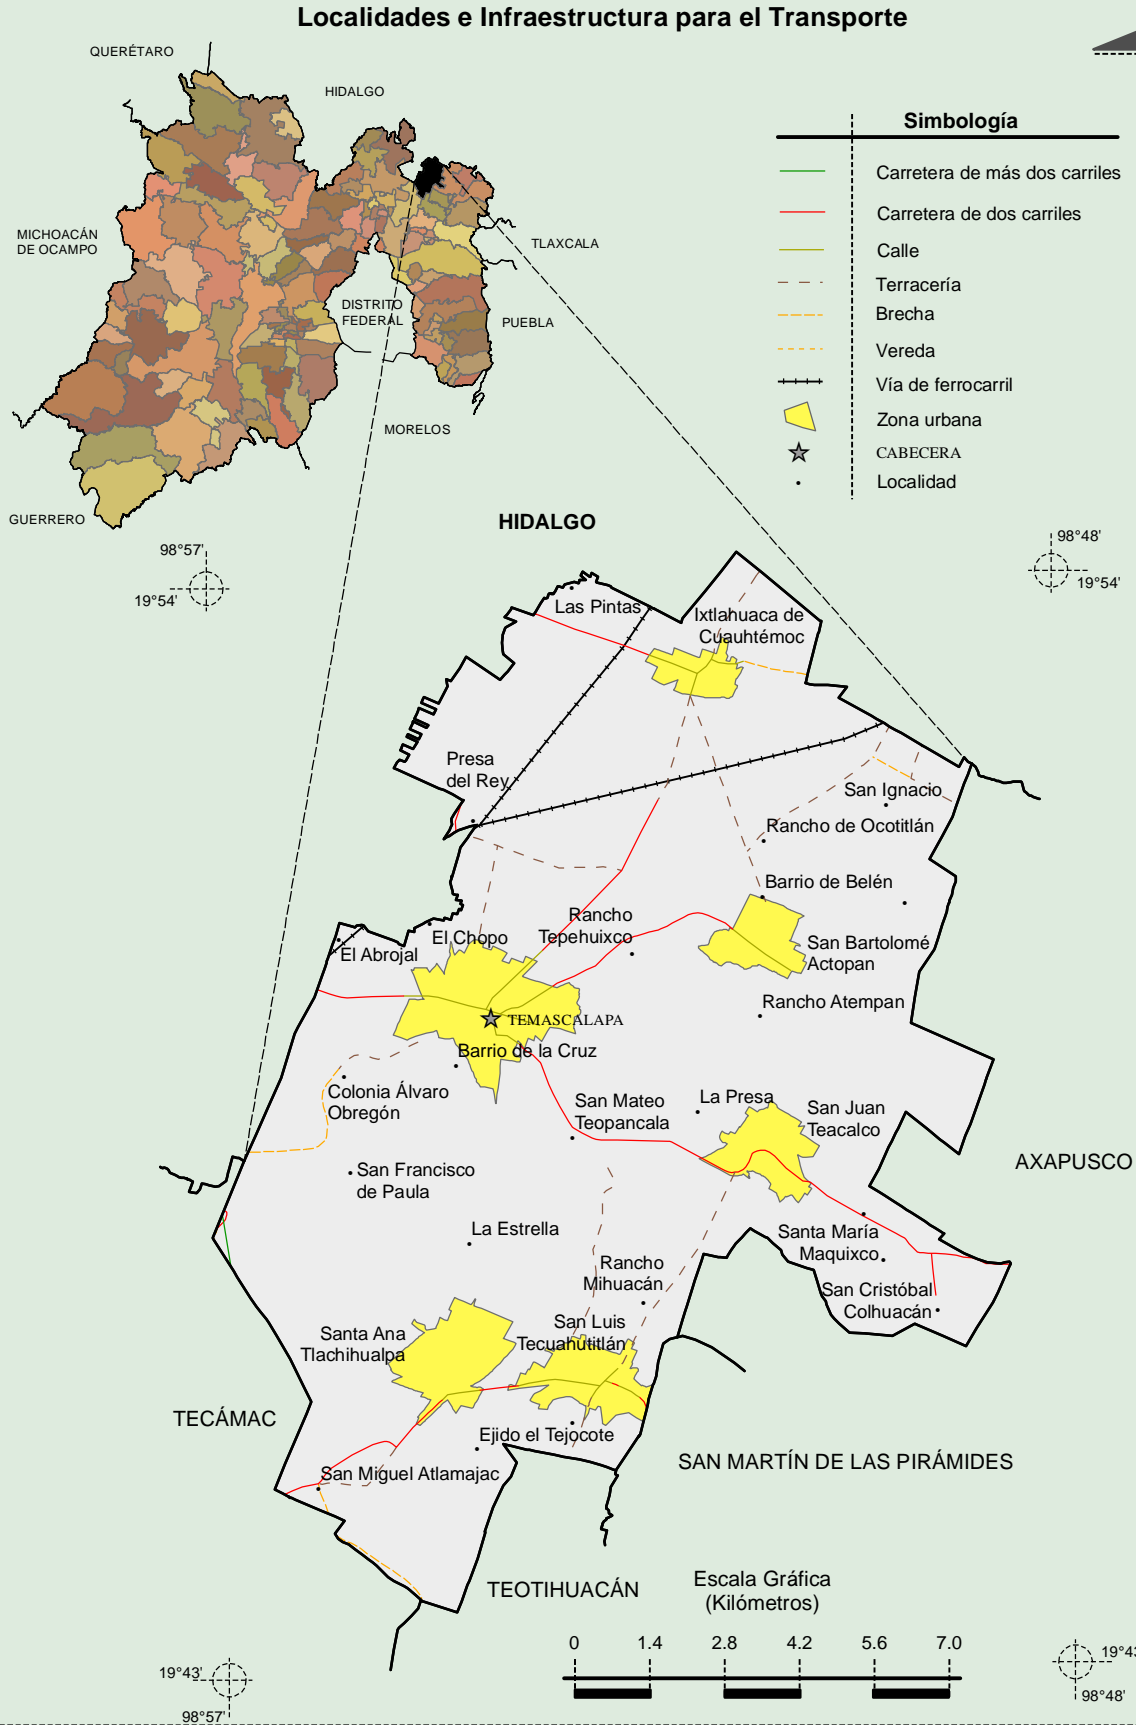 Localidades e Infraestructura para el Transporte
QUERÉTARO
HIDALGO
MICHOACÁN
DE OCAMPO
TLAXCALA
DISTRITO
FEDERAL
PUEBLA
MORELOS
GUERRERO
Simbología
Carretera de más dos carriles
Carretera de dos carriles
Calle
Terracería
Brecha
Vereda
Vía de ferrocarril
Zona urbana
CABECERA
Localidad
HIDALGO
98°57'
19°54'
98°48'
19°54'
Las Pintas
Ixtlahuaca de
Cuauhtémoc
Presa
del Rey
San Ignacio
Rancho de Ocotitlán
Barrio de Belén
Rancho
Tepehuixco
El Chopo
El Abrojal
San Bartolomé
Actopan
Rancho Atempan
TEMASCALAPA
Barrio de la Cruz
Colonia Álvaro
Obregón
San Mateo
Teopancala
La Presa
San Juan
Teacalco
AXAPUSCO
San Francisco
de Paula
La Estrella
Santa María
Maquixco
Rancho
Mihuacán
San Cristóbal
Colhuacán
San Luis
Tecuahutitlán
Santa Ana
Tlachihualpa
TECÁMAC
Ejido el Tejocote
San Miguel Atlamajac
SAN MARTÍN DE LAS PIRÁMIDES
TEOTIHUACÁN
Escala Gráfica
(Kilómetros)
0 1.4 2.8 4.2 5.6 7.0
19°43'
98°57'
19°43
98°48'